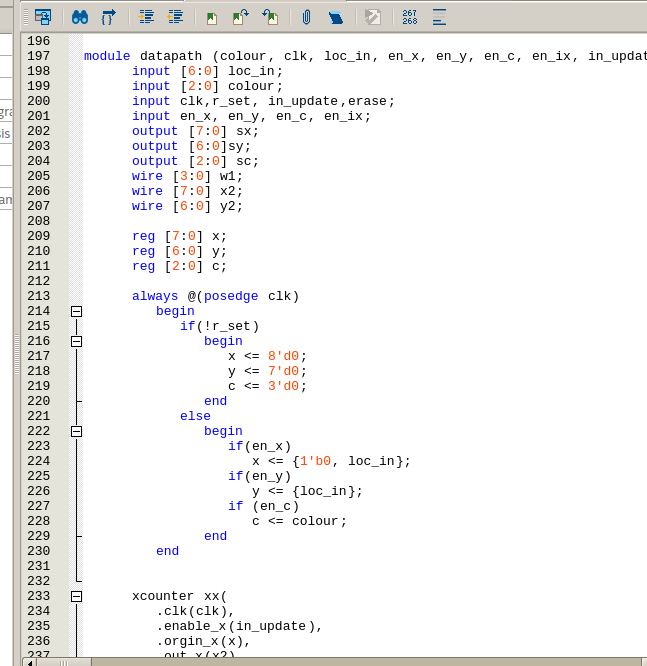 267
268
gra
sis
am
196
197 module datapath (colour, clk, loc_in, en_x, en_y, en_c, en_ix, in_updat
198 input [6:0] loc_in;
199 input [2:0] colour;
200 input clk,r_set, in_update,erase;
201 input en_x, en_y, en_c, en_ix;
202 output [7:0] sx;
203 output [6:0]sy;
204 output [2:0] sc;
205 wire [3:0] w1;
206 wire [7:0] x2;
207 wire [6:0] y2;
208
209 reg [7:0] x;
210 reg [6:0] y;
211 reg [2:0] c;
212
213 always @(posedge clk)
214 begin
215 if(!r_set)
216 begin
217 x <= 8'd0;
218 y <= 7'd0;
219 c <= 3'd0;
220 end
221 else
222 begin
223 if(en_x)
224 x <= {1'b0, loc_in};
225 if(en_y)
226 y <= {loc_in};
227 if (en_c)
228 c <= colour;
229 end
230 end
231
232
233 xcounter xx(
234 .clk(clk),
235 .enable_x(in_update),
236 .orgin_x(x),
237 .out_x(x2)